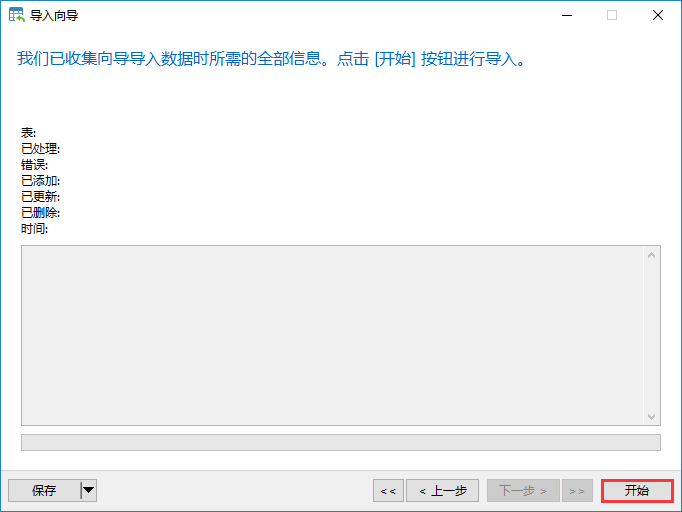 导入向导
我们已收集向导导入数据时所需的全部信息。点击 [开始] 按钮进行导入。
表:
已处理:
错误:
已添加:
已更新:
已删除:
时间:
保存 << < 上一步 下一步 > >> 开始